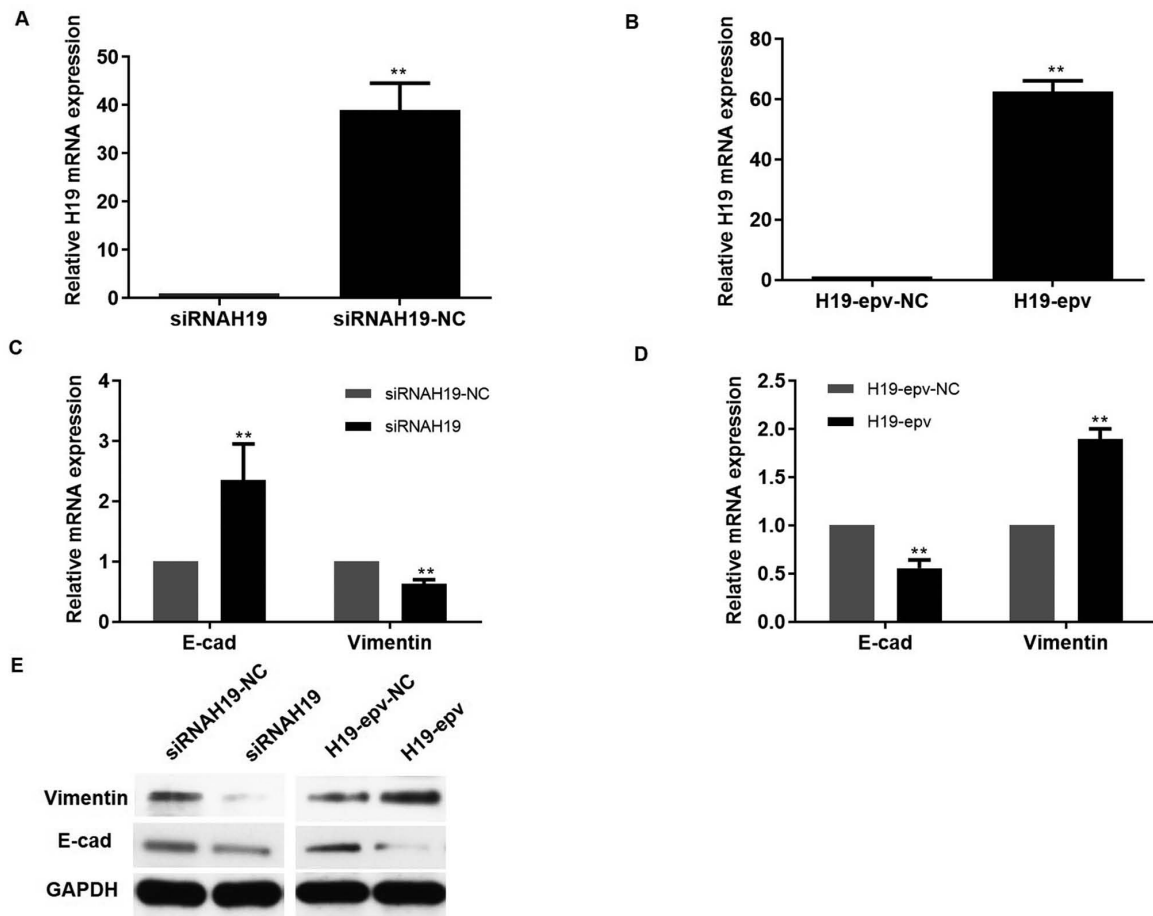 A
Relative H19 mRNA expression
50
40
30
20
10
0
**
siRNAH19
siRNAH19-NC
B
Relative H19 mRNA expression
80
60
40
20
0
**
H19-epv-NC
H19-epv
C
Relative mRNA expression
4
3
2
1
0
siRNAH19-NC
siRNAH19
**
**
E-cad
Vimentin
D
Relative mRNA expression
2.5
2.0
1.5
1.0
0.5
0.0
H19-epv-NC
H19-epv
**
**
E-cad
Vimentin
E
siRNAH19-NC
siRNAH19
H19-epv-NC
H19-epv
Vimentin
E-cad
GAPDH